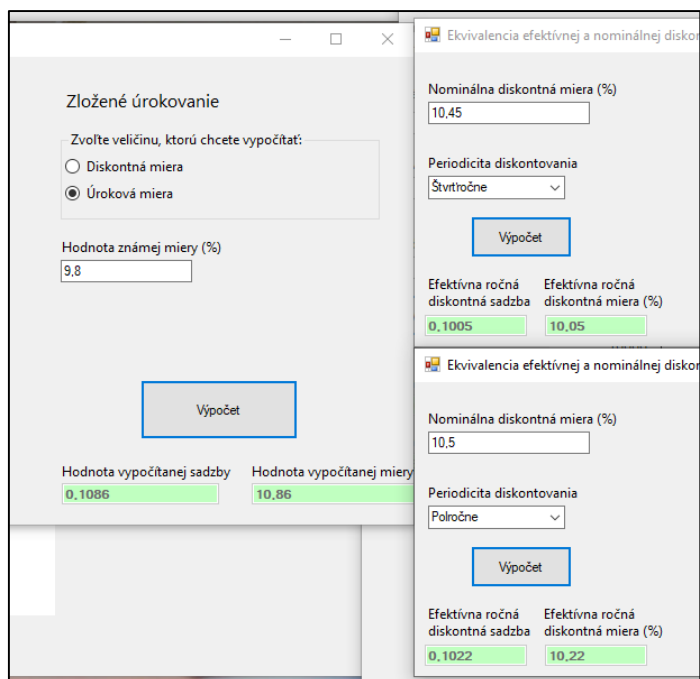 Zložené úrokovanie
Zvoľte veličinu, ktorú chcete vypočítať:
Diskontná miera
Úroková miera
Hodnota známej miery (%)
9,8
Výpočet
Hodnota vypočítanej sadzby
Hodnota vypočítanej miery
0,1086
10,86
Ekvivalencia efektívnej a nominálnej diskon
Nominálna diskontná miera (%)
10,45
Periodicita diskontovania
Štvrťročne
Výpočet
Efektívna ročná
diskontná sadzba
Efektívna ročná
diskontná miera (%)
0,1005
10,05
Ekvivalencia efektívnej a nominálnej diskon
Nominálna diskontná miera (%)
10,5
Periodicita diskontovania
Polročne
Výpočet
Efektívna ročná
diskontná sadzba
Efektívna ročná
diskontná miera (%)
0,1022
10,22